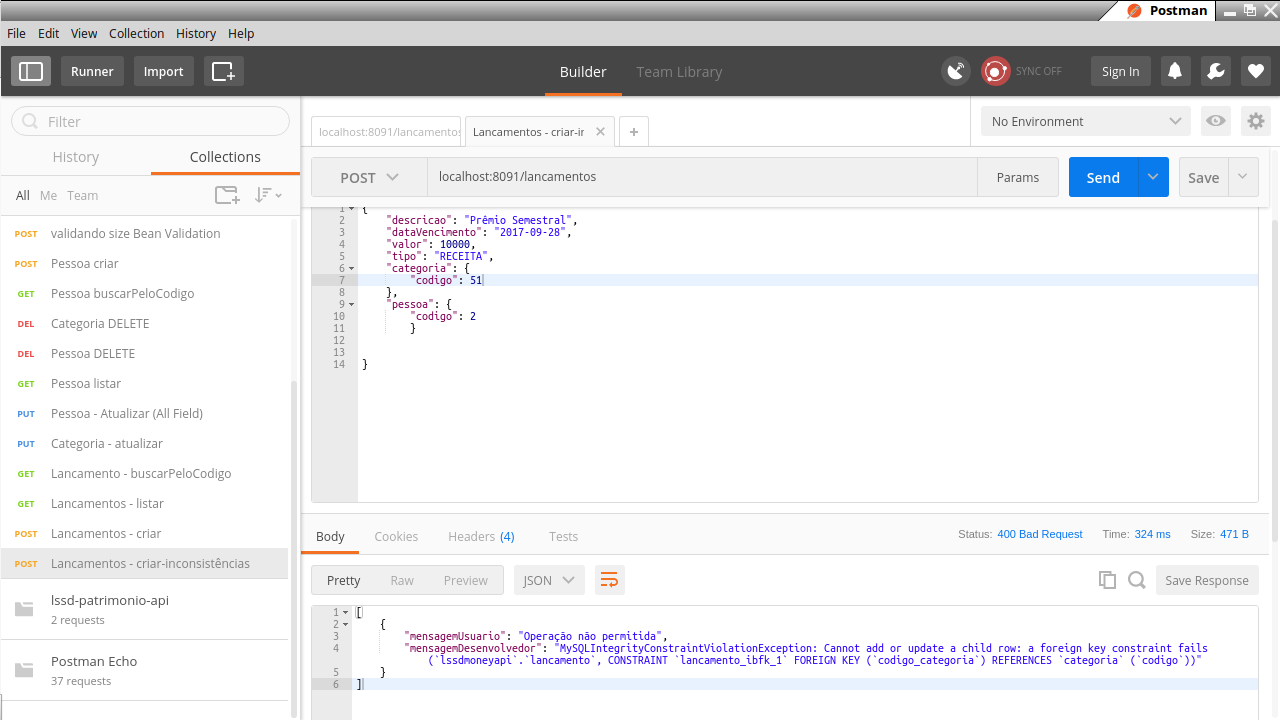 Postman
File Edit View Collection History Help
Runner Import Builder Team Library SYNC OFF Sign In
Filter
History Collections
All Me Team
POST validando size Bean Validation
POST Pessoa criar
GET Pessoa buscarPeloCodigo
DEL Categoria DELETE
DEL Pessoa DELETE
GET Pessoa listar
PUT Pessoa - Atualizar (All Field)
PUT Categoria - atualizar
GET Lancamento - buscarPeloCodigo
GET Lancamentos - listar
POST Lancamentos - criar
POST Lancamentos - criar-inconsistências
lssd-patrimonio-api
2 requests
Postman Echo
37 requests
localhost:8091/lancamentos Lancamentos - criar-ir × + No Environment
POST localhost:8091/lancamentos Params Send Save
1 {
2 "descricao": "Prêmio Semestral",
3 "dataVencimento": "2017-09-28",
4 "valor": 10000,
5 "tipo": "RECEITA",
6 "categoria": {
7 "codigo": 51
8 },
9 "pessoa": {
10 "codigo": 2
11 }
12
13
14 }
Body Cookies Headers (4) Tests Status: 400 Bad Request Time: 324 ms Size: 471 B
Pretty Raw Preview JSON Save Response
1 [
2 {
3 "mensagemUsuario": "Operação não permitida",
4 "mensagemDesenvolvedor": "MySQLIntegrityConstraintViolationException: Cannot add or update a child row: a foreign key constraint fails
(`lssdmoneyapi`.`lancamento`, CONSTRAINT `lancamento_ibfk_1` FOREIGN KEY (`codigo_categoria`) REFERENCES `categoria` (`codigo`))"
5 }
6 ]